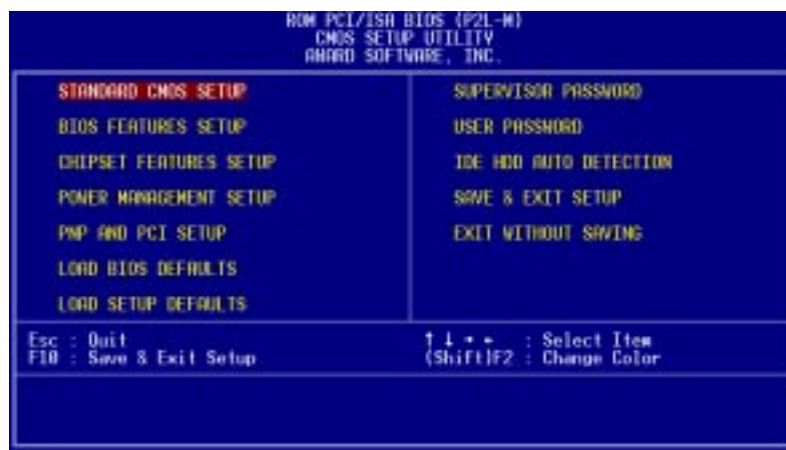 ROM PCI/ISA BIOS (P2L-M)
CMOS SETUP UTILITY
AWARD SOFTWARE, INC.
STANDARD CMOS SETUP
BIOS FEATURES SETUP
CHIPSET FEATURES SETUP
POWER MANAGEMENT SETUP
PNP AND PCI SETUP
LOAD BIOS DEFAULTS
LOAD SETUP DEFAULTS
SUPERVISOR PASSWORD
USER PASSWORD
IDE HDD AUTO DETECTION
SAVE & EXIT SETUP
EXIT WITHOUT SAVING
Esc : Quit
F10 : Save & Exit Setup
↑ ↓ → ← : Select Item
(Shift)F2 : Change Color